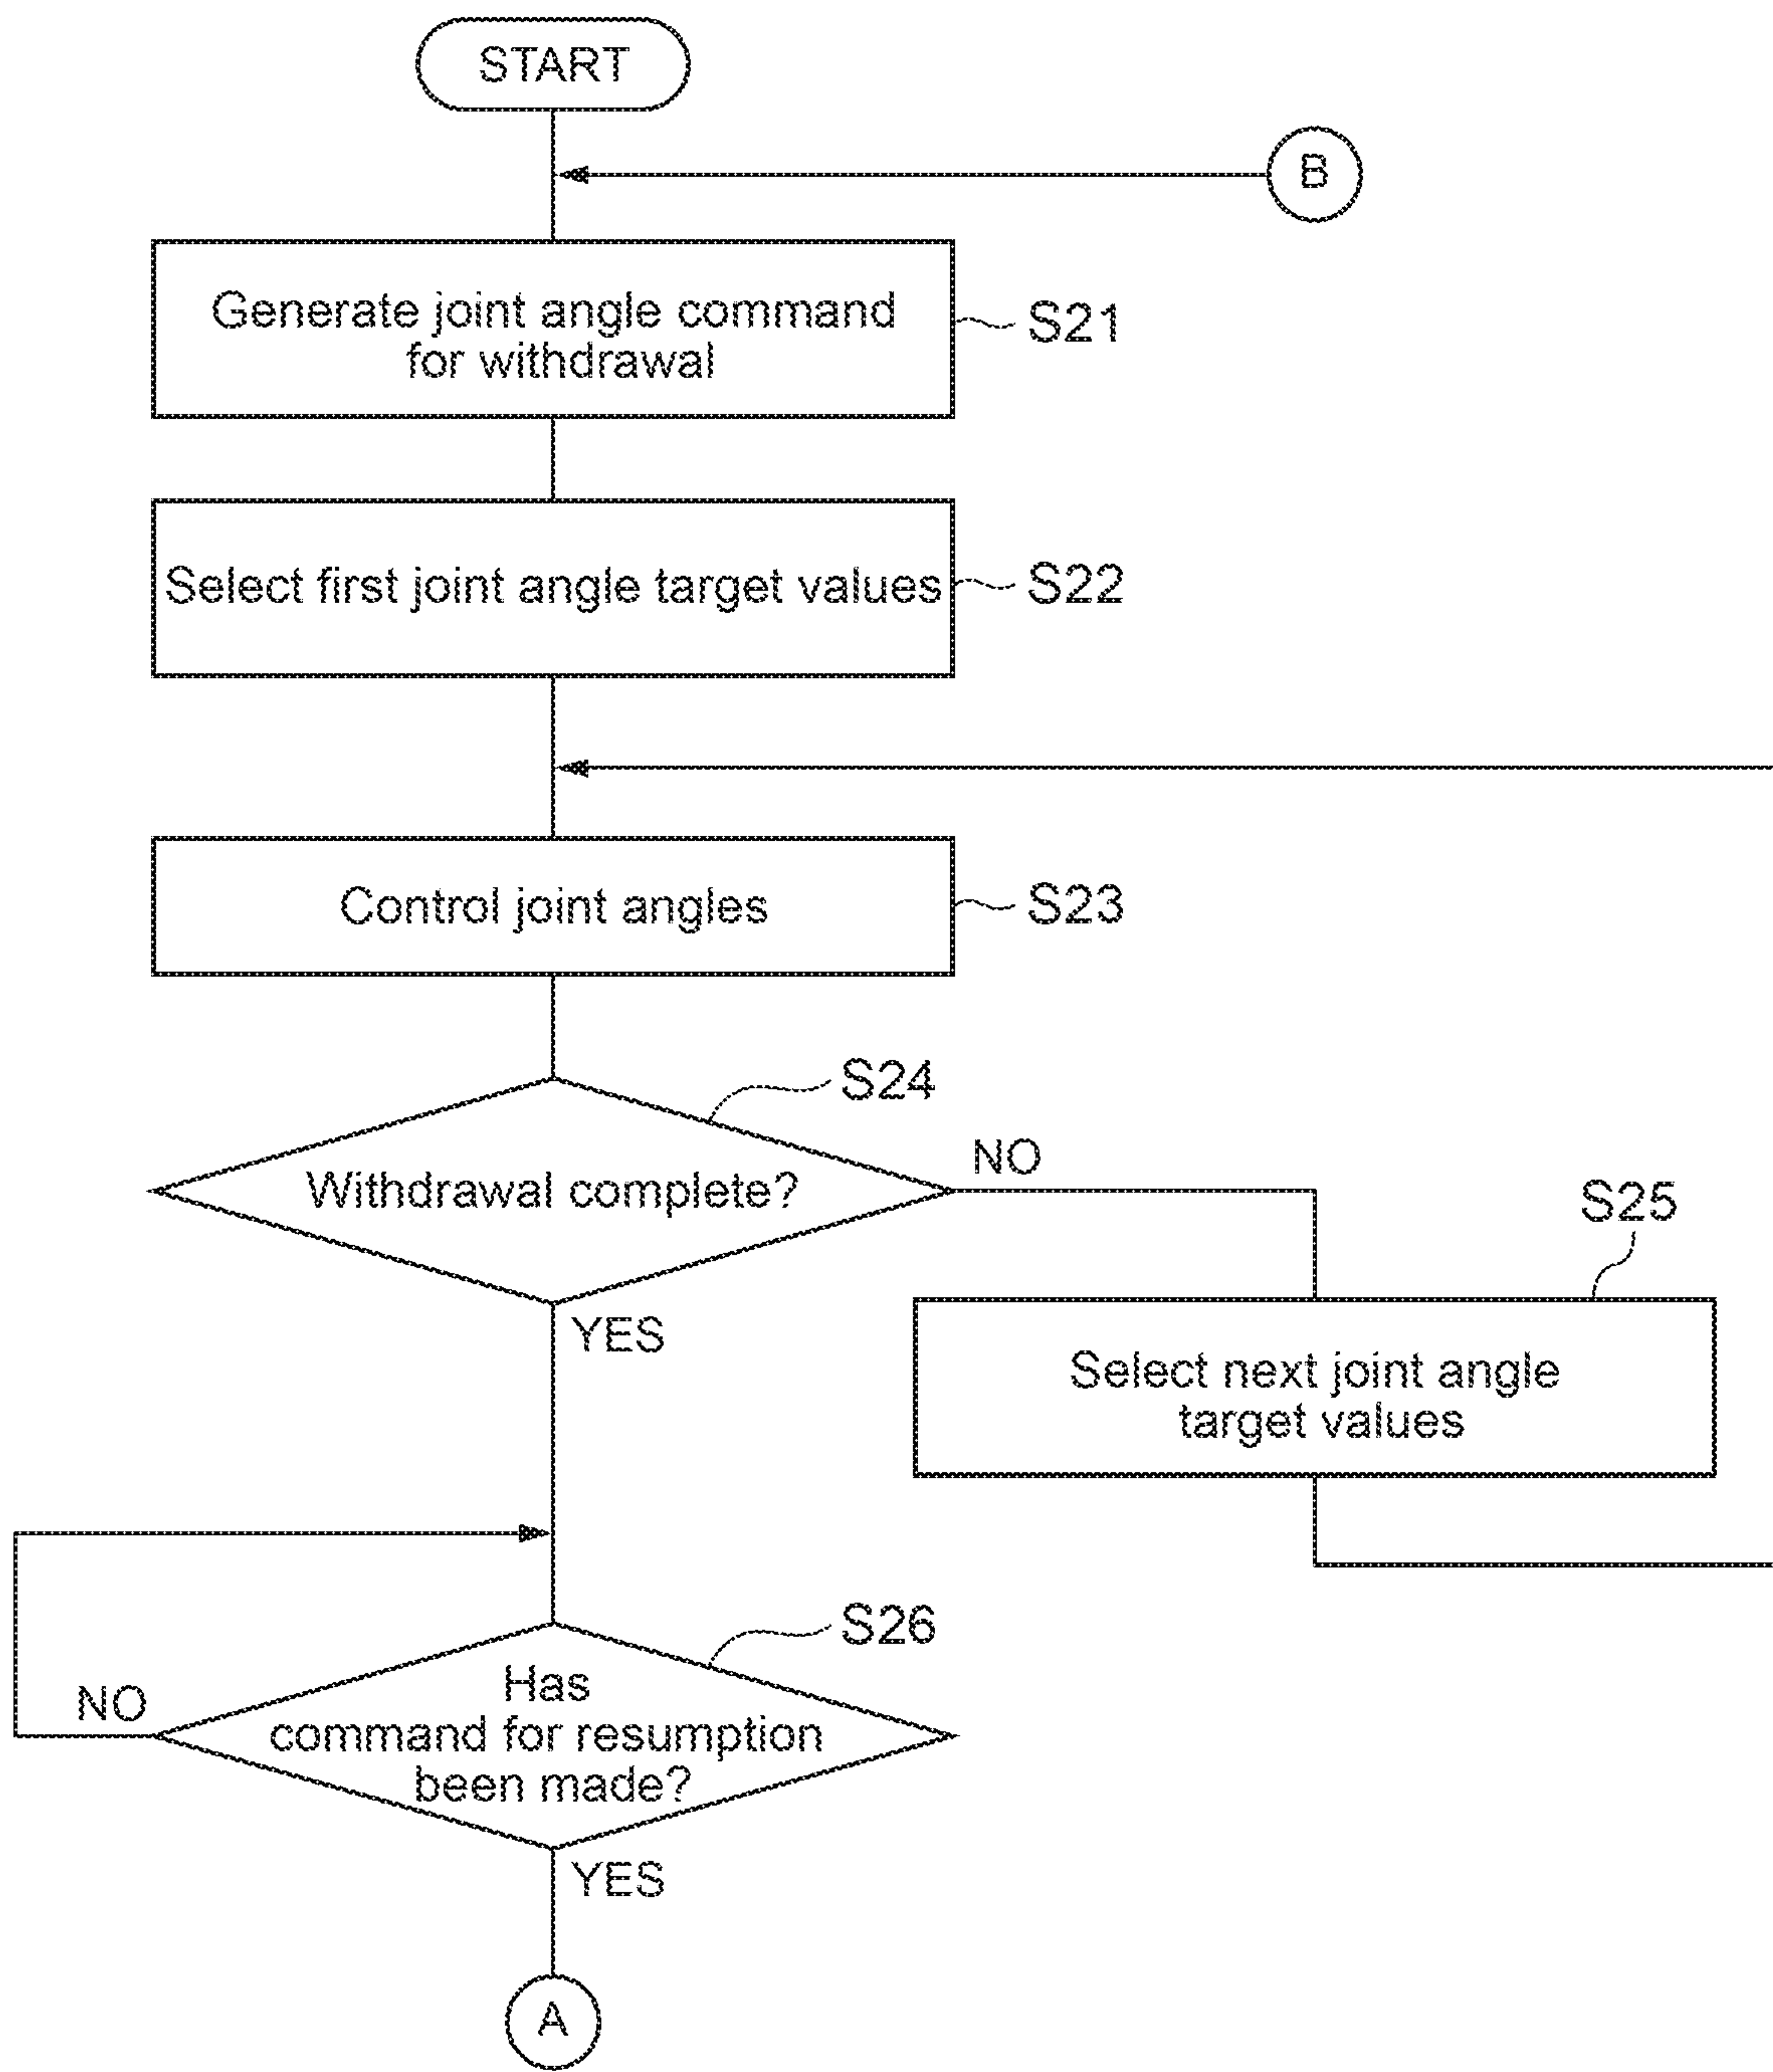 START
B
Generate joint angle command
for withdrawal
S21
Select first joint angle target values
S22
Control joint angles
S23
S24
Withdrawal complete?
NO
YES
S25
Select next joint angle
target values
S26
Has
command for resumption
been made?
NO
YES
A